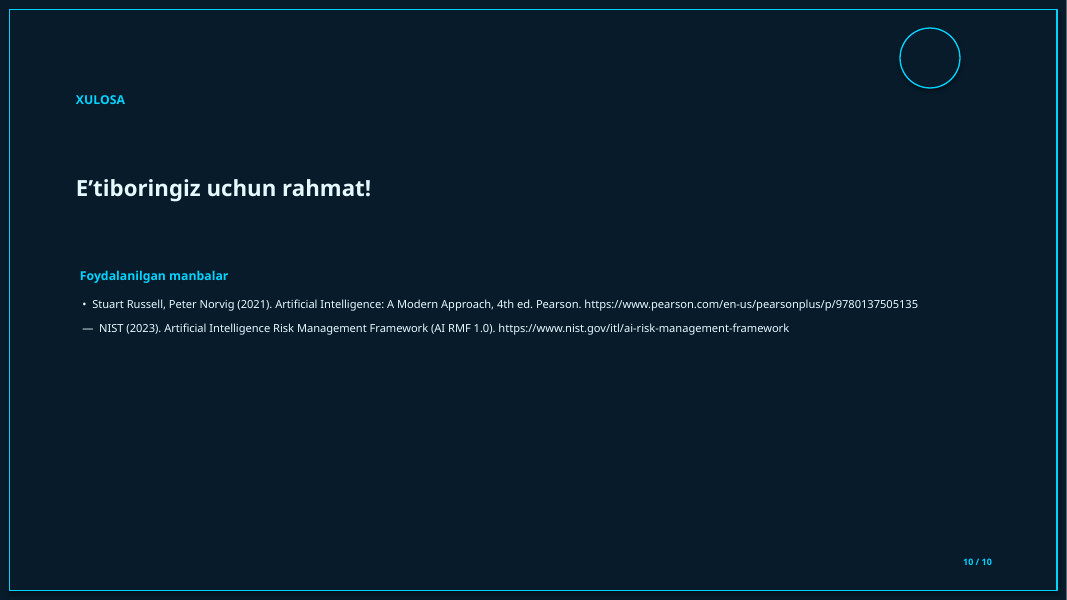 XULOSA
E’tiboringiz uchun rahmat!
Foydalanilgan manbalar
• Stuart Russell, Peter Norvig (2021). Artificial Intelligence: A Modern Approach, 4th ed. Pearson. https://www.pearson.com/en-us/pearsonplus/p/9780137505135
— NIST (2023). Artificial Intelligence Risk Management Framework (AI RMF 1.0). https://www.nist.gov/itl/ai-risk-management-framework
10 / 10